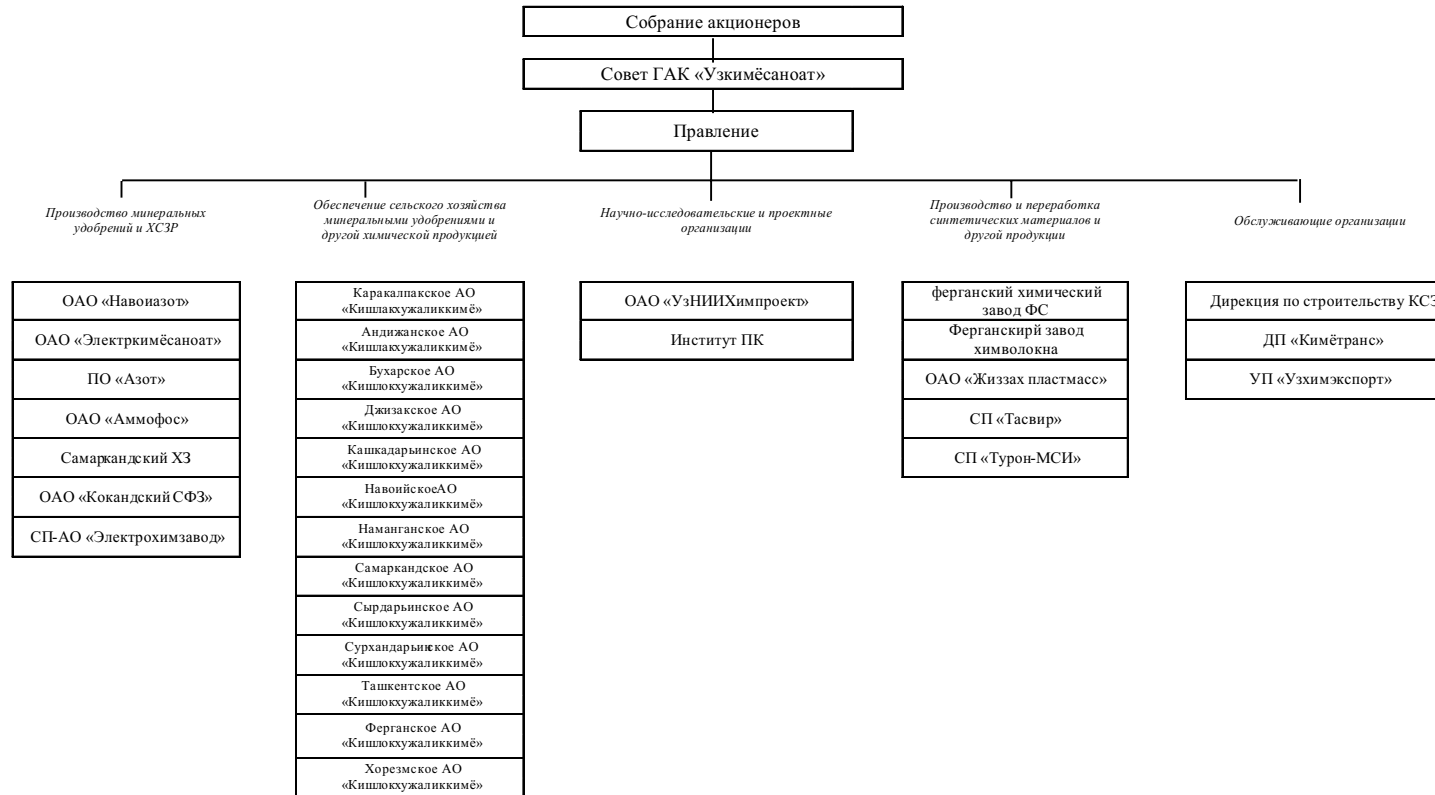 Собрание акционеров
Совет ГАК «Узкимёсаноат»
Правление
Производство минеральных
удобрений и ХСЗР
Обеспечение сельского хозяйства
минеральными удобрениями и
другой химической продукцией
Научно-исследовательские и проектные
организации
Производство и переработка
синтетических материалов и
другой продукции
Обслуживающие организации
ОАО «Навоиазот»
ОАО «Электркимёсаноат»
ПО «Азот»
ОАО «Аммофос»
Самаркандский ХЗ
ОАО «Кокандский СФЗ»
СП-АО «Электрохимзавод»
Каракалпакское АО
«Кишлакхужаликкимё»
Андижанское АО
«Кишлакхужаликкимё»
Бухарское АО
«Кишлокхужаликкимё»
Джизакское АО
«Кишлокхужаликкимё»
Кашкадарьинское АО
«Кишлокхужаликкимё»
НавоийскоеАО
«Кишлокхужаликкимё»
Наманганское АО
«Кишлокхужаликкимё»
Самаркандское АО
«Кишлокхужаликкимё»
Сырдарьинское АО
«Кишлокхужаликкимё»
Сурхандарьинское АО
«Кишлокхужаликкимё»
Ташкентское АО
«Кишлокхужаликкимё»
Ферганское АО
«Кишлокхужаликкимё»
Хорезмское АО
«Кишлокхужаликкимё»
ОАО «УзНИИХимпроект»
Институт ПК
ферганский химический
завод ФС
Ферганскирй завод
химволокна
ОАО «Жиззах пластмасс»
СП «Тасвир»
СП «Турон-МСИ»
Дирекция по строительству КСЗ
ДП «Кимётранс»
УП «Узхимэкспорт»